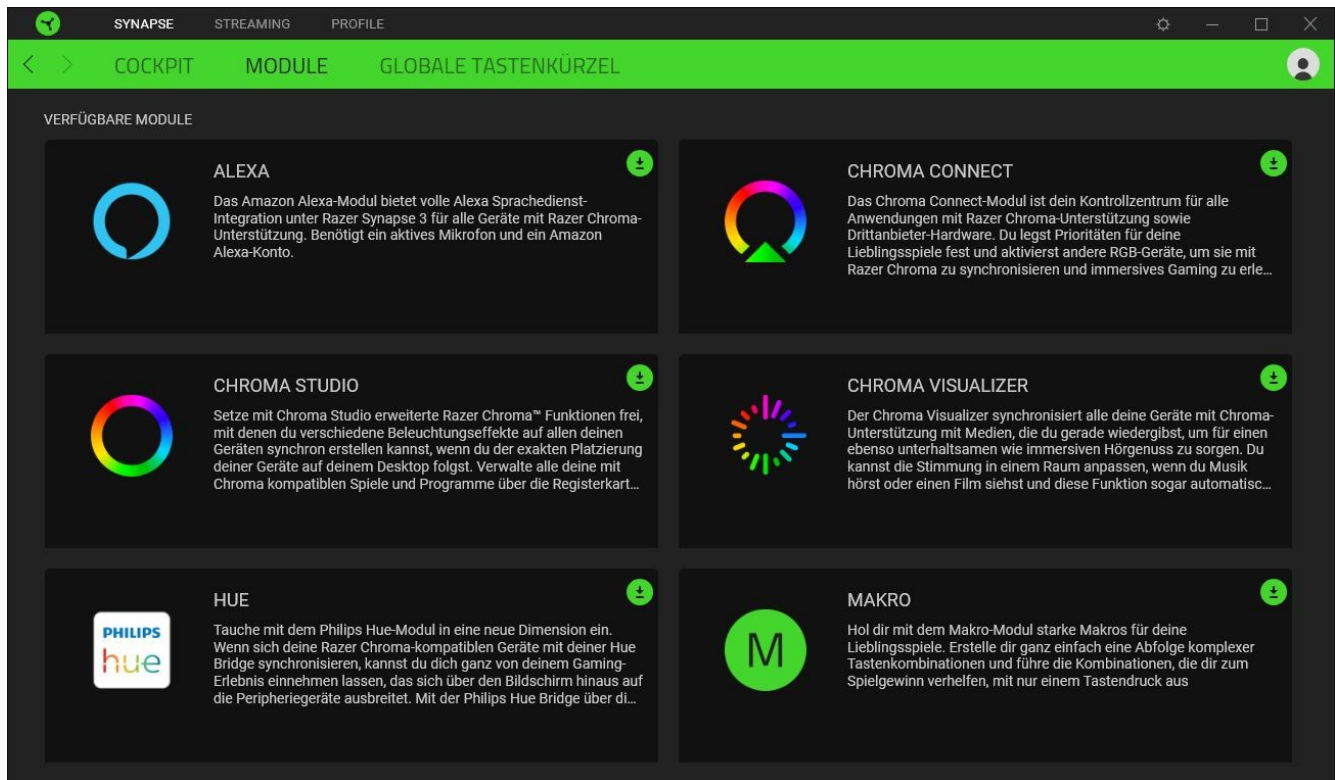 SYNAPSE STREAMING PROFILE
COCKPIT MODULE GLOBALE TASTENKÜRZEL
VERFÜGBARE MODULE
ALEXA
Das Amazon Alexa-Modul bietet volle Alexa Sprachedienst-
Integration unter Razer Synapse 3 für alle Geräte mit Razer Chroma-
Unterstützung. Benötigt ein aktives Mikrofon und ein Amazon
Alexa-Konto.
CHROMA CONNECT
Das Chroma Connect-Modul ist dein Kontrollzentrum für alle
Anwendungen mit Razer Chroma-Unterstützung sowie
Drittanbieter-Hardware. Du legst Prioritäten für deine
Lieblingsspiele fest und aktivierst andere RGB-Geräte, um sie mit
Razer Chroma zu synchronisieren und immersives Gaming zu erle...
CHROMA STUDIO
Setze mit Chroma Studio erweiterte Razer Chroma™ Funktionen frei,
mit denen du verschiedene Beleuchtungseffekte auf allen deinen
Geräten synchron erstellen kannst, wenn du der exakten Platzierung
deiner Geräte auf deinem Desktop folgst. Verwalte alle deine mit
Chroma kompatiblen Spiele und Programme über die Registerkart...
CHROMA VISUALIZER
Der Chroma Visualizer synchronisiert alle deine Geräte mit Chroma-
Unterstützung mit Medien, die du gerade wiedergibst, um für einen
ebenso unterhaltsamen wie immersiven Hörgenuss zu sorgen. Du
kannst die Stimmung in einem Raum anpassen, wenn du Musik
hörst oder einen Film siehst und diese Funktion sogar automatisc...
PHILIPS
hue
HUE
Tauche mit dem Philips Hue-Modul in eine neue Dimension ein.
Wenn sich deine Razer Chroma-kompatiblen Geräte mit deiner Hue
Bridge synchronisieren, kannst du dich ganz von deinem Gaming-
Erlebnis einnehmen lassen, das sich über den Bildschirm hinaus auf
die Peripheriegeräte ausbreitet. Mit der Philips Hue Bridge über di...
M
MAKRO
Hol dir mit dem Makro-Modul starke Makros für deine
Lieblingsspiele. Erstelle dir ganz einfach eine Abfolge komplexer
Tastenkombinationen und führe die Kombinationen, die dir zum
Spielgewinn verhelfen, mit nur einem Tastendruck aus